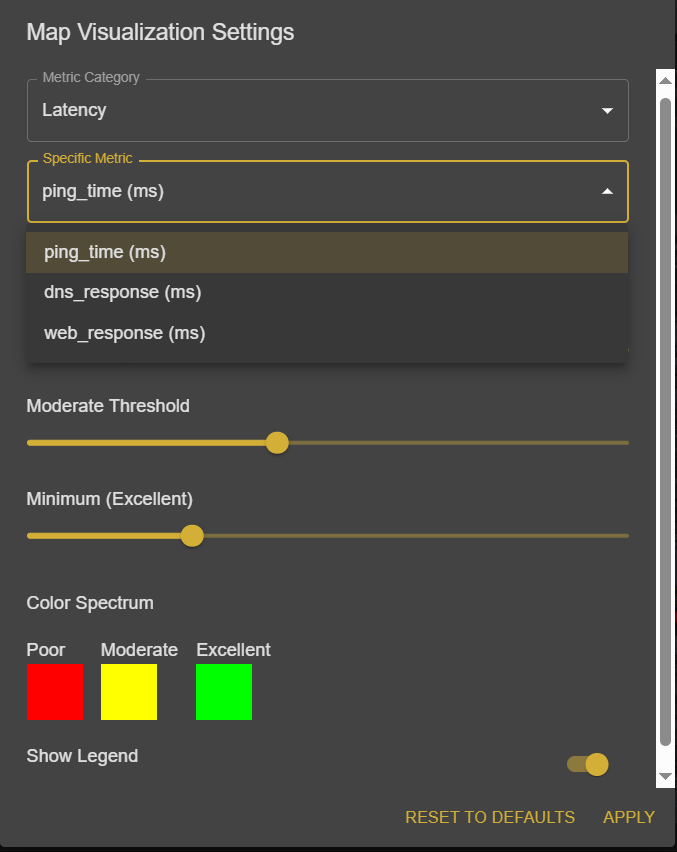 Map Visualization Settings
Metric Category
Latency
Specific Metric
ping_time (ms)
ping_time (ms)
dns_response (ms)
web_response (ms)
Moderate Threshold
Minimum (Excellent)
Color Spectrum
Poor Moderate Excellent
Show Legend
RESET TO DEFAULTS APPLY